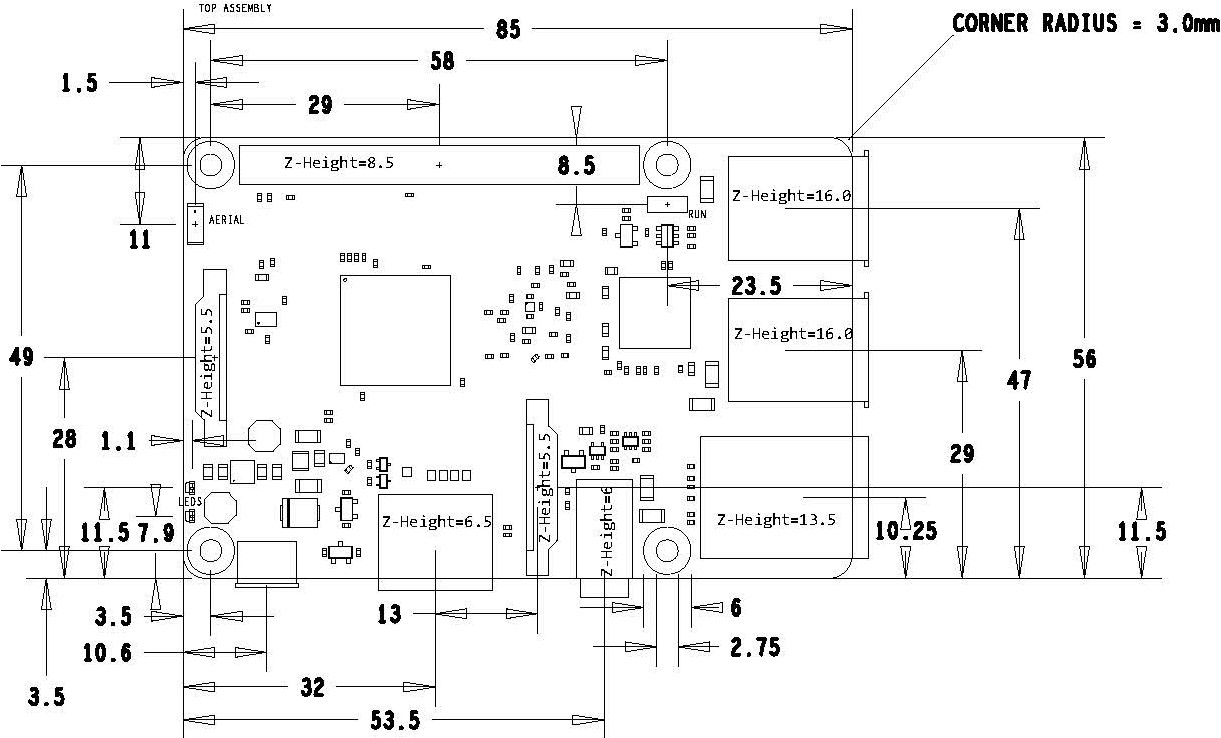 TOP ASSEMBLY
CORNER RADIUS = 3.0mm
85
58
1.5
29
Z-Height=8.5
8.5
Z-Height=16.0
AERIAL
RUN
11
23.5
Z-Height=5.5
Z-Height=16.0
49
56
47
28
1.1
29
Z-Height=5.5
LEDS
11.5
7.9
Z-Height=6.5
Z-Height=6
Z-Height=13.5
10.25
11.5
3.5
13
6
10.6
2.75
3.5
32
53.5